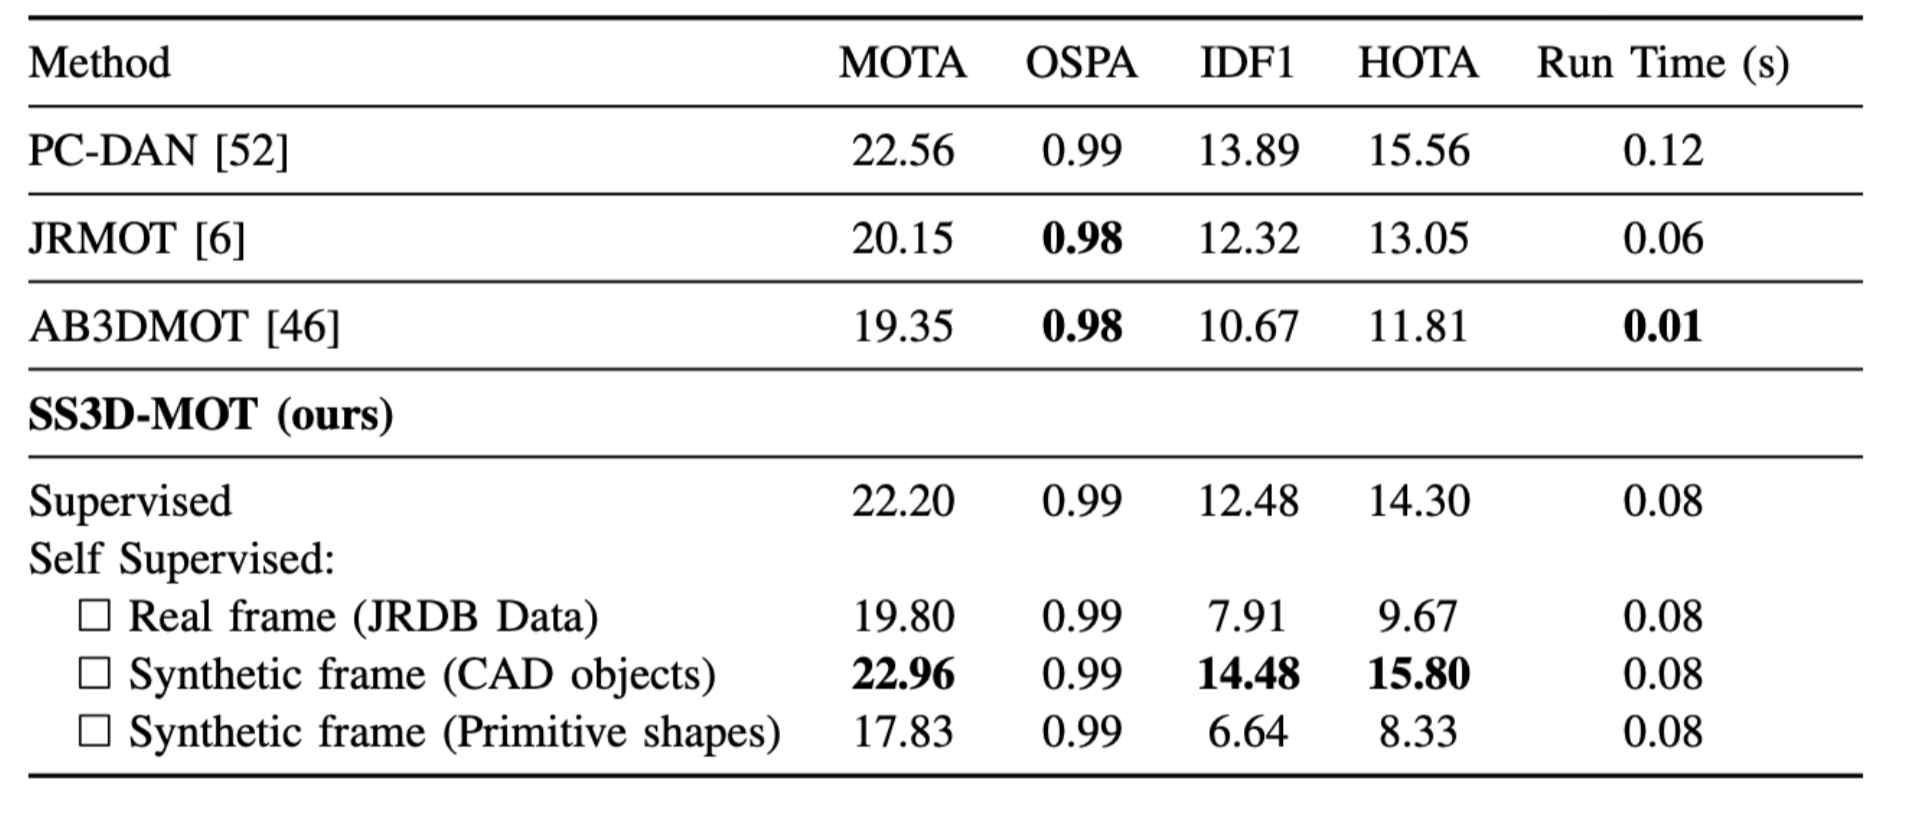 Method MOTA OSPA IDF1 HOTA Run Time (s)
PC-DAN [52] 22.56 0.99 13.89 15.56 0.12
JRMOT [6] 20.15 0.98 12.32 13.05 0.06
AB3DMOT [46] 19.35 0.98 10.67 11.81 0.01
SS3D-MOT (ours)
Supervised 22.20 0.99 12.48 14.30 0.08
Self Supervised:
☐ Real frame (JRDB Data) 19.80 0.99 7.91 9.67 0.08
☐ Synthetic frame (CAD objects) 22.96 0.99 14.48 15.80 0.08
☐ Synthetic frame (Primitive shapes) 17.83 0.99 6.64 8.33 0.08